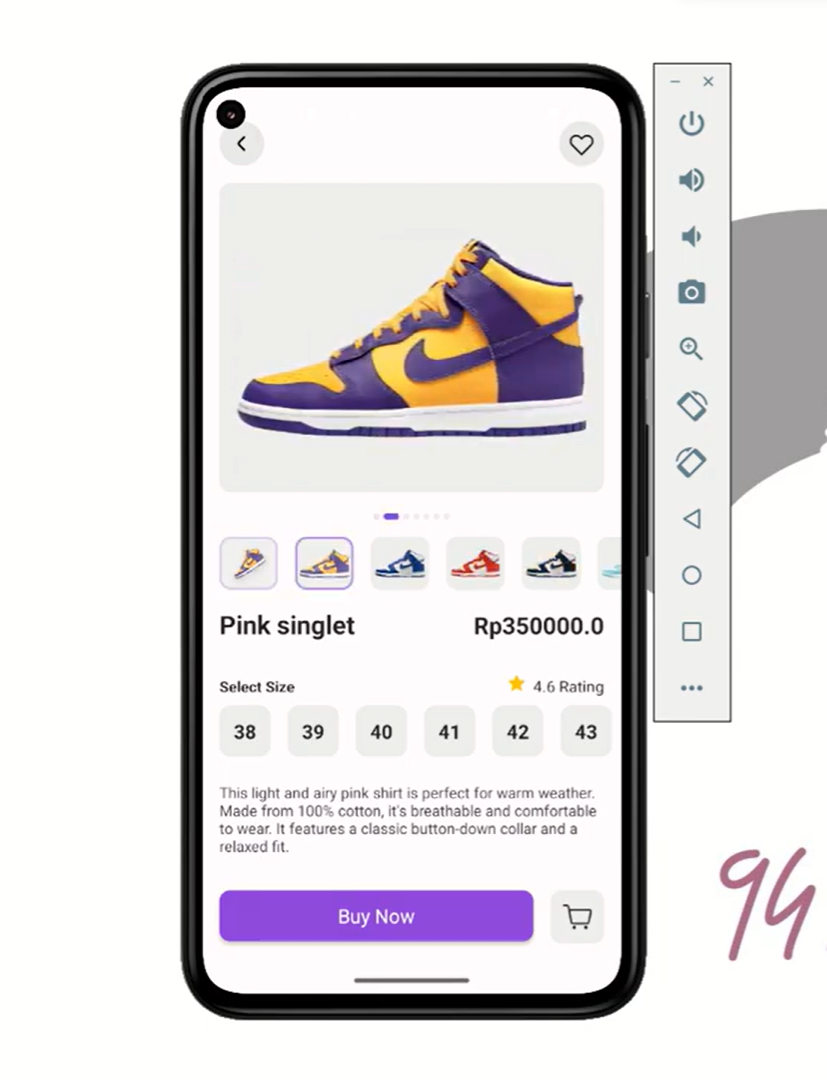 Pink singlet
Rp350000.0
Select Size
4.6 Rating
38 39 40 41 42 43
This light and airy pink shirt is perfect for warm weather.
Made from 100% cotton, it's breathable and comfortable
to wear. It features a classic button-down collar and a
relaxed fit.
Buy Now
94